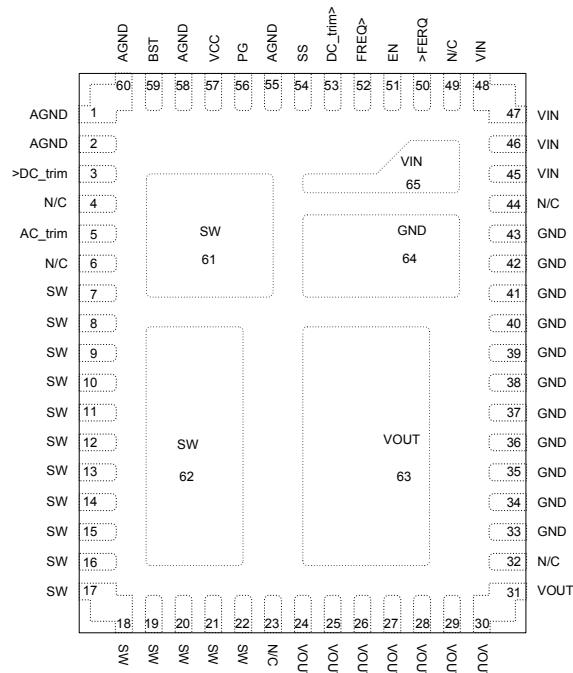 AGND
BST
AGND
VCC
PG
AGND
SS
DC_trim>
FREQ>
EN
>FERQ
N/C
VIN
60
59
58
57
56
55
54
53
52
51
50
49
48
AGND 1
AGND 2
>DC_trim 3
N/C 4
AC_trim 5
N/C 6
SW 7
SW 8
SW 9
SW 10
SW 11
SW 12
SW 13
SW 14
SW 15
SW 16
SW 17
SW
61
SW
62
VIN
65
GND
64
VOUT
63
47 VIN
46 VIN
45 VIN
44 N/C
43 GND
42 GND
41 GND
40 GND
39 GND
38 GND
37 GND
36 GND
35 GND
34 GND
33 GND
32 N/C
31 VOUT
18
19
20
21
22
23
24
25
26
27
28
29
30
SW
SW
SW
SW
SW
N/C
VOU
VOU
VOU
VOU
VOU
VOU
VOU